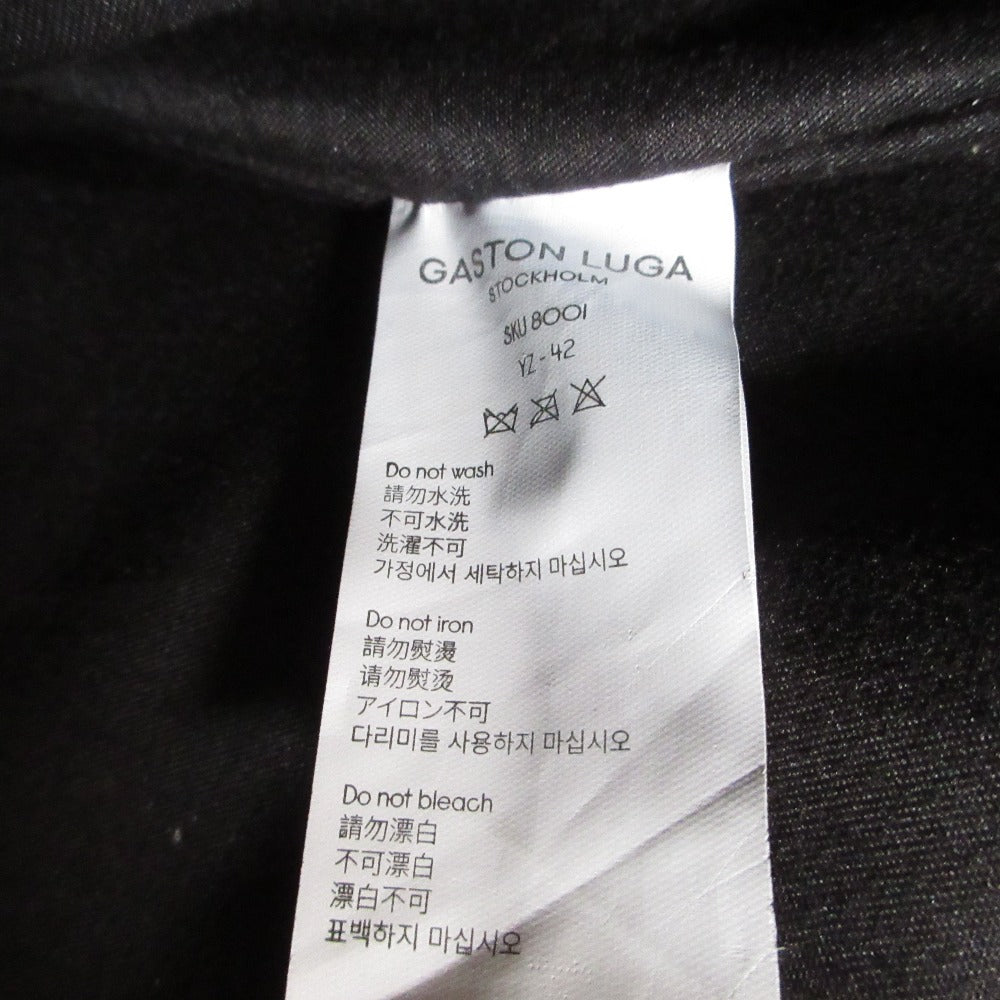 GASTON LUGA
STOCKHOLM
SKU 8001
YZ-42
Do not wash
請勿水洗
不可水洗
洗濯不可
가정에서 세탁하지 마십시오
Do not iron
請勿熨燙
请勿熨烫
アイロン不可
다리미를 사용하지 마십시오
Do not bleach
請勿漂白
不可漂白
漂白不可
표백하지 마십시오